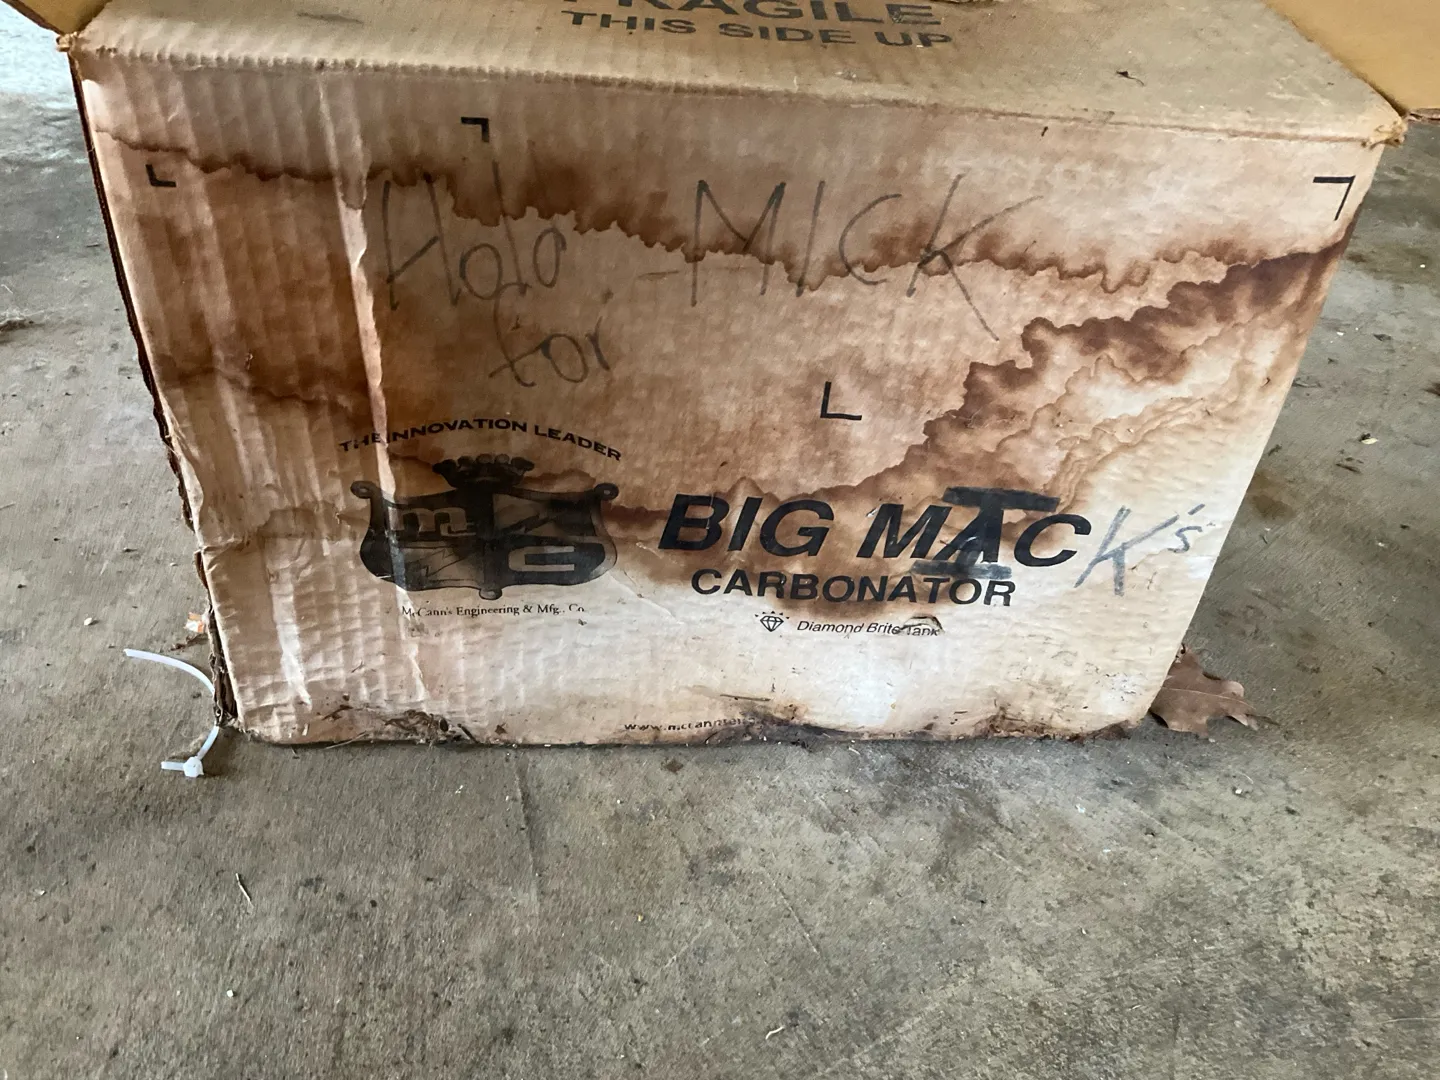 FRAGILE
THIS SIDE UP
Hold - MICK
for
THE INNOVATION LEADER
m c
BIG MICK's
CARBONATOR
McCann's Engineering & Mfg., Co.
Diamond Brite Tank